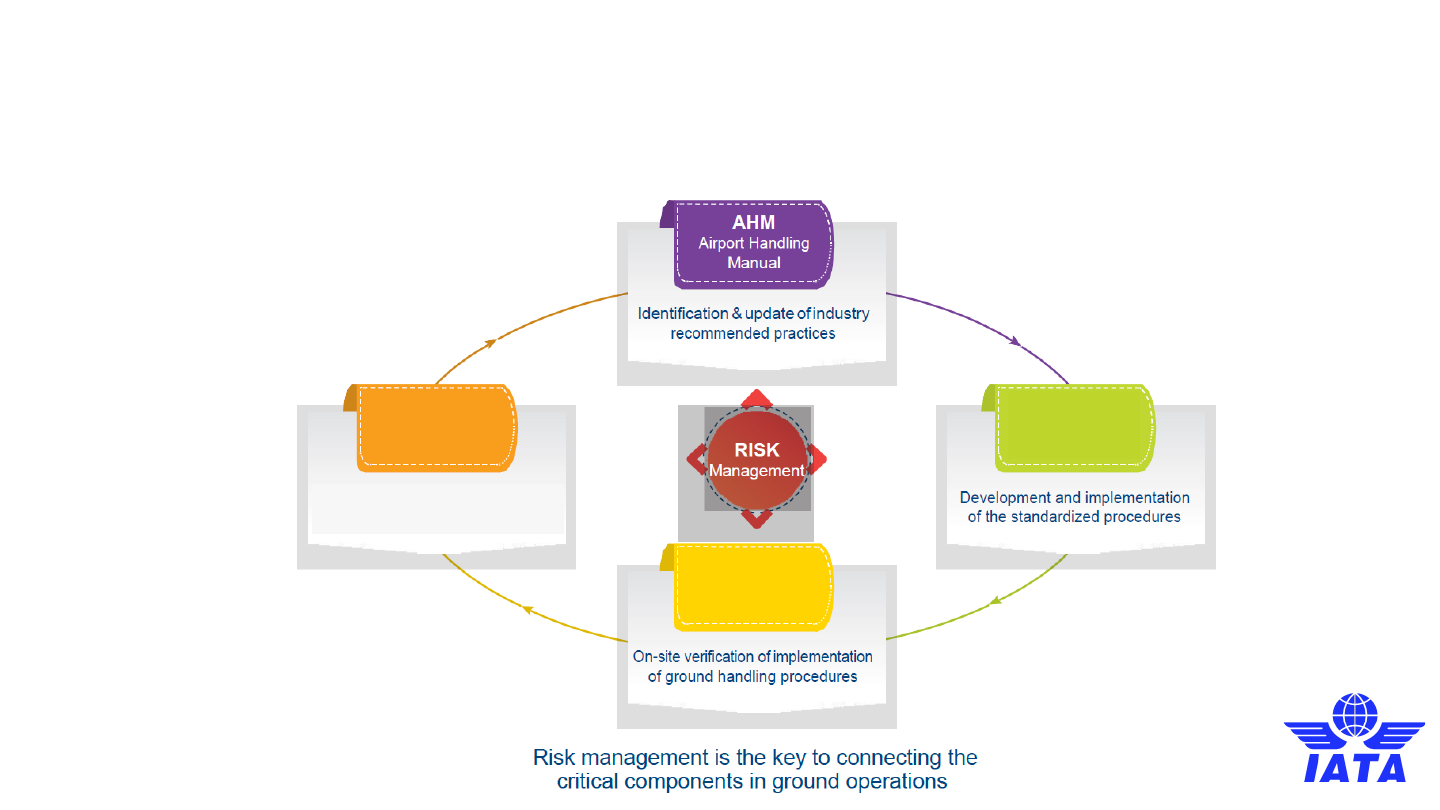 AHM
Airport Handling
Manual
Identification & update of industry
recommended practices
RISK
Management
Development and implementation
of the standardized procedures
On-site verification of implementation
of ground handling procedures
Risk management is the key to connecting the
critical components in ground operations
IATA